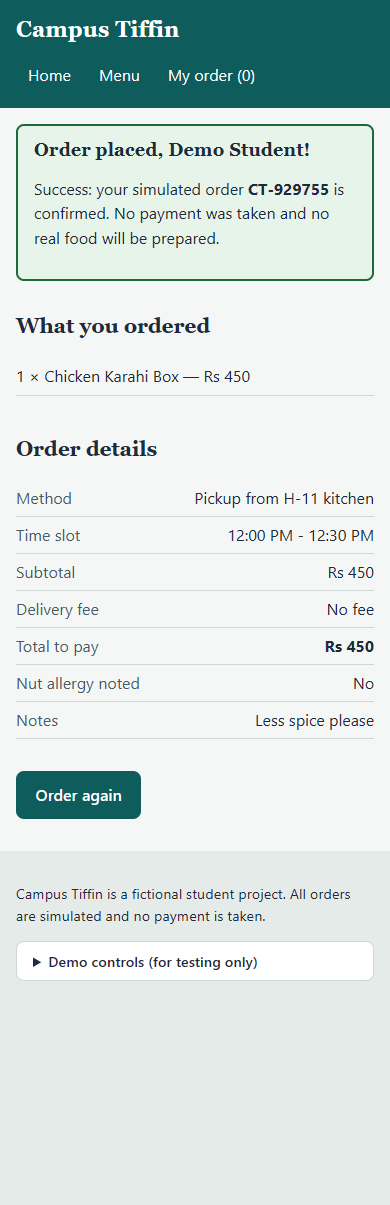 Campus Tiffin
Home Menu My order (0)
Order placed, Demo Student!
Success: your simulated order CT-929755 is
confirmed. No payment was taken and no
real food will be prepared.
What you ordered
1 × Chicken Karahi Box — Rs 450
Order details
Method Pickup from H-11 kitchen
Time slot 12:00 PM - 12:30 PM
Subtotal Rs 450
Delivery fee No fee
Total to pay Rs 450
Nut allergy noted No
Notes Less spice please
Order again
Campus Tiffin is a fictional student project. All orders
are simulated and no payment is taken.
▶ Demo controls (for testing only)